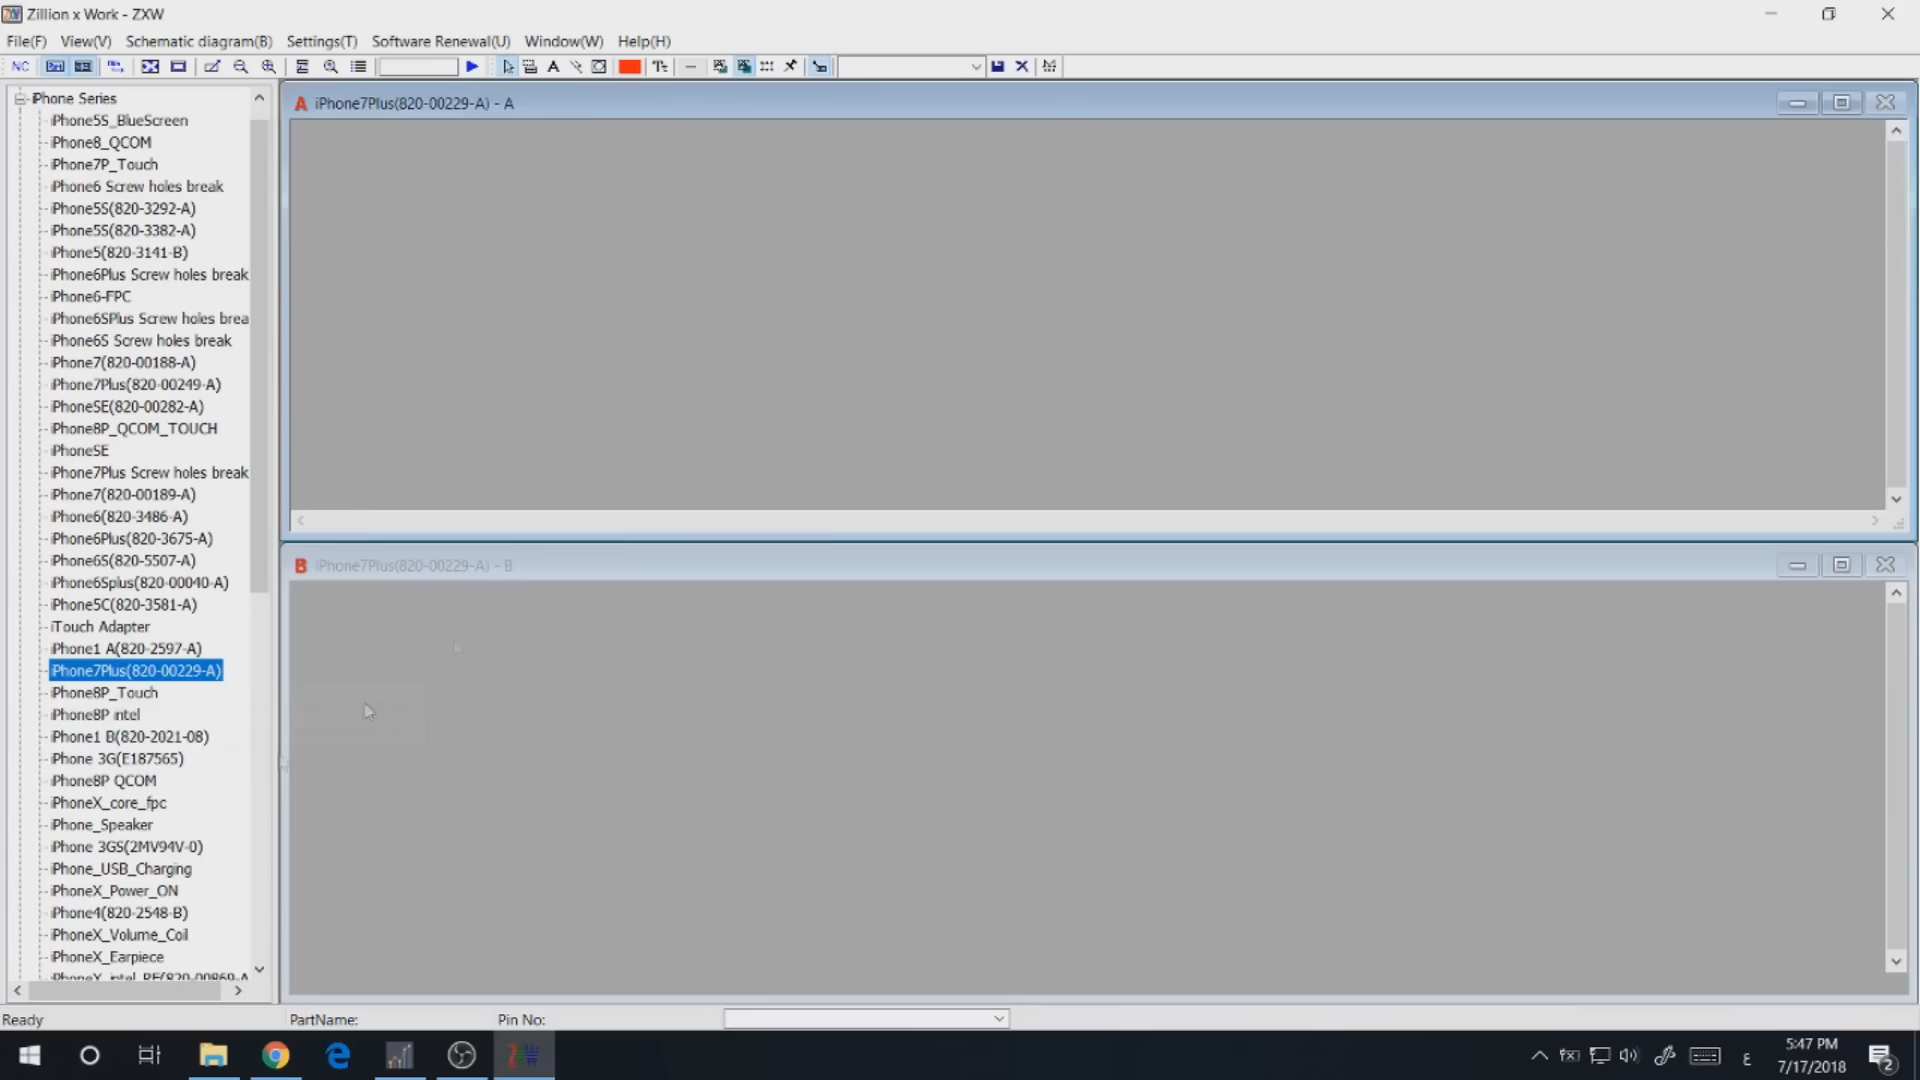 Zillion x Work - ZXW
File(F) View(V) Schematic diagram(B) Settings(T) Software Renewal(U) Window(W) Help(H)
NC
iPhone Series
iPhone5S_BlueScreen
iPhone8_QCOM
iPhone7P_Touch
iPhone6 Screw holes break
iPhone5S(820-3292-A)
iPhone5S(820-3382-A)
iPhone5(820-3141-B)
iPhone6Plus Screw holes break
iPhone6-FPC
iPhone6SPlus Screw holes brea
iPhone6S Screw holes break
iPhone7(820-00188-A)
iPhone7Plus(820-00249-A)
iPhoneSE(820-00282-A)
iPhone8P_QCOM_TOUCH
iPhoneSE
iPhone7Plus Screw holes break
iPhone7(820-00189-A)
iPhone6(820-3486-A)
iPhone6Plus(820-3675-A)
iPhone6S(820-5507-A)
iPhone6Splus(820-00040-A)
iPhone5C(820-3581-A)
iTouch Adapter
iPhone1 A(820-2597-A)
iPhone7Plus(820-00229-A)
iPhone8P_Touch
iPhone8P intel
iPhone1 B(820-2021-08)
iPhone 3G(E187565)
iPhone8P QCOM
iPhoneX_core_fpc
iPhone_Speaker
iPhone 3GS(2MV94V-0)
iPhone_USB_Charging
iPhoneX_Power_ON
iPhone4(820-2548-B)
iPhoneX_Volume_Coil
iPhoneX_Earpiece
iPhoneX_intel_RF(820-00869-A
A iPhone7Plus(820-00229-A) - A
B iPhone7Plus(820-00229-A) - B
Ready PartName: Pin No:
ع
5:47 PM
7/17/2018
2